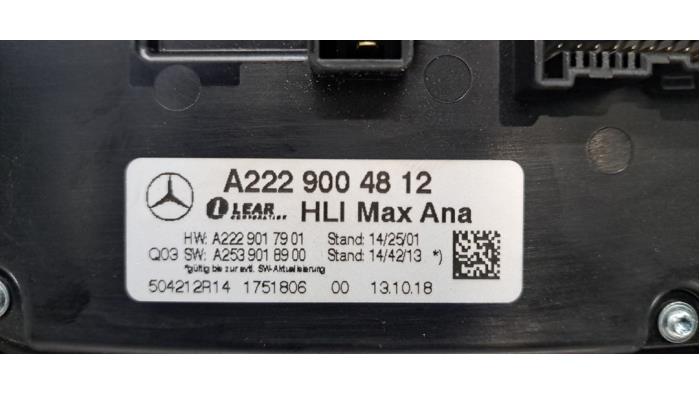 A222 900 48 12
LEAR CORPORATION HLI Max Ana
HW: A222 901 79 01 Stand: 14/25/01
Q03 SW: A253 901 89 00 Stand: 14/42/13 *)
*gültig bis zur evtl. SW-Aktualisierung
504212R14 1751806 00 13.10.18